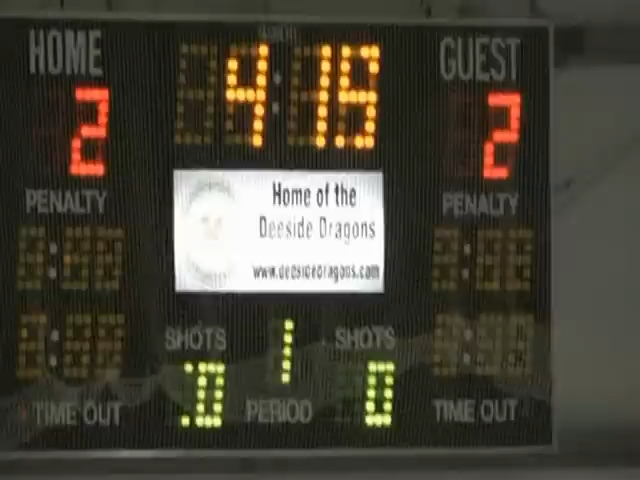 HOME 4:19 GUEST
2 2
PENALTY PENALTY
Home of the
Deeside Dragons
www.deesidedragons.com
SHOTS 1 SHOTS
0 PERIOD 0
TIME OUT TIME OUT